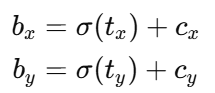 b_x = σ(t_x) + c_x
b_y = σ(t_y) + c_y